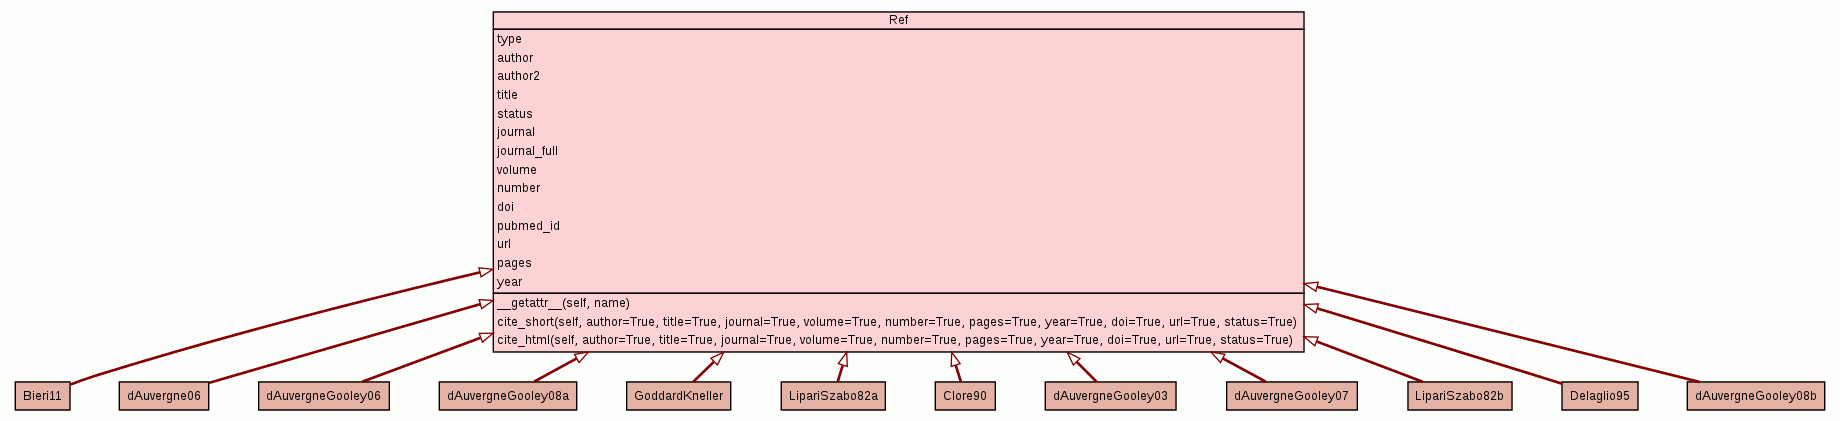 Ref
type
author
author2
title
status
journal
journal_full
volume
number
doi
pubmed_id
url
pages
year
__getattr__(self, name)
cite_short(self, author=True, title=True, journal=True, volume=True, number=True, pages=True, year=True, doi=True, url=True, status=True)
cite_html(self, author=True, title=True, journal=True, volume=True, number=True, pages=True, year=True, doi=True, url=True, status=True)
Bieri11
dAuvergne06
dAuvergneGooley06
dAuvergneGooley08a
GoddardKneller
LipariSzabo82a
Clore90
dAuvergneGooley03
dAuvergneGooley07
LipariSzabo82b
Delaglio95
dAuvergneGooley08b